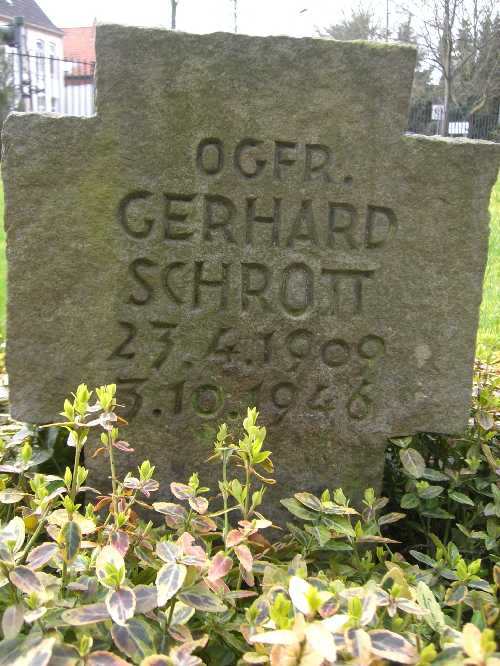 OGFR.
GERHARD
SCHROTT
23.4.1909
3.10.1946